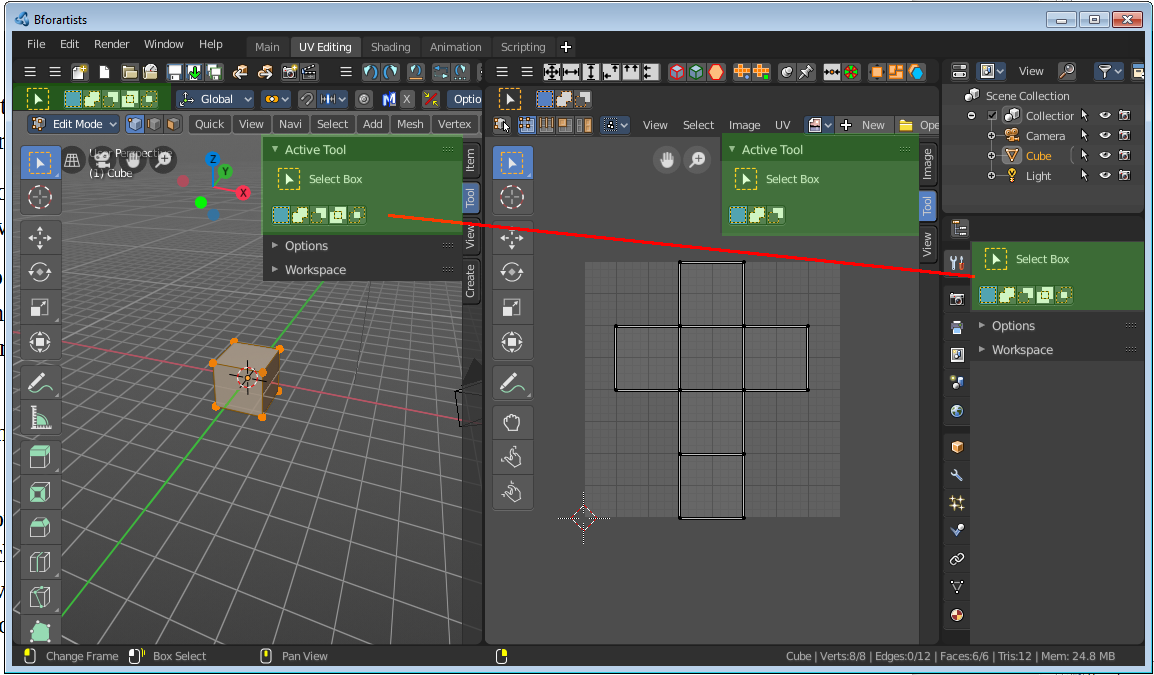 Bforartists
File Edit Render Window Help Main UV Editing Shading Animation Scripting +
View
Global Optio
Scene Collection
Edit Mode Quick View Navi Select Add Mesh Vertex View Select Image UV New Ope
Collection
Camera
Cube
Light
(1) Cube
Z
Y
X
Active Tool
Select Box
Options
Workspace
Item
Tool
View
Create
Active Tool
Select Box
Image
Tool
View
Select Box
Options
Workspace
Change Frame Box Select Pan View Cube | Verts:8/8 | Edges:0/12 | Faces:6/6 | Tris:12 | Mem: 24.8 MB